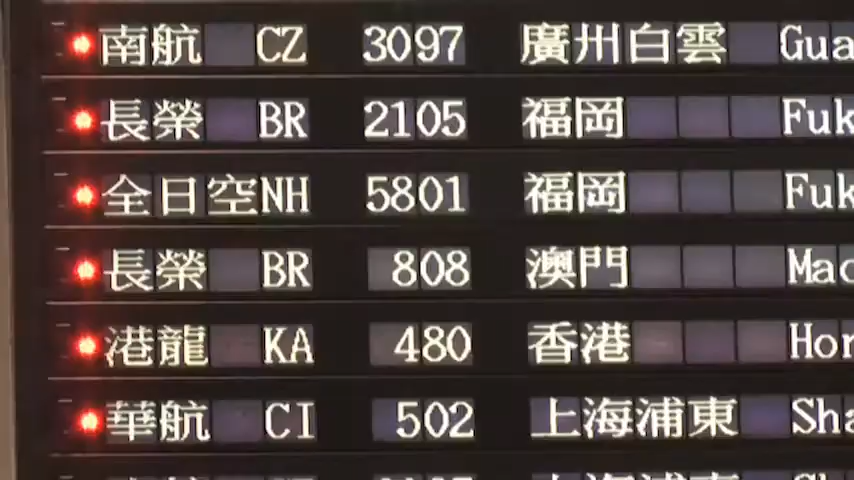 南航 CZ 3097 廣州白雲 Gua
長榮 BR 2105 福岡 Fuk
全日空NH 5801 福岡 Fuk
長榮 BR 808 澳門 Mac
港龍 KA 480 香港 Hon
華航 CI 502 上海浦東 Sha